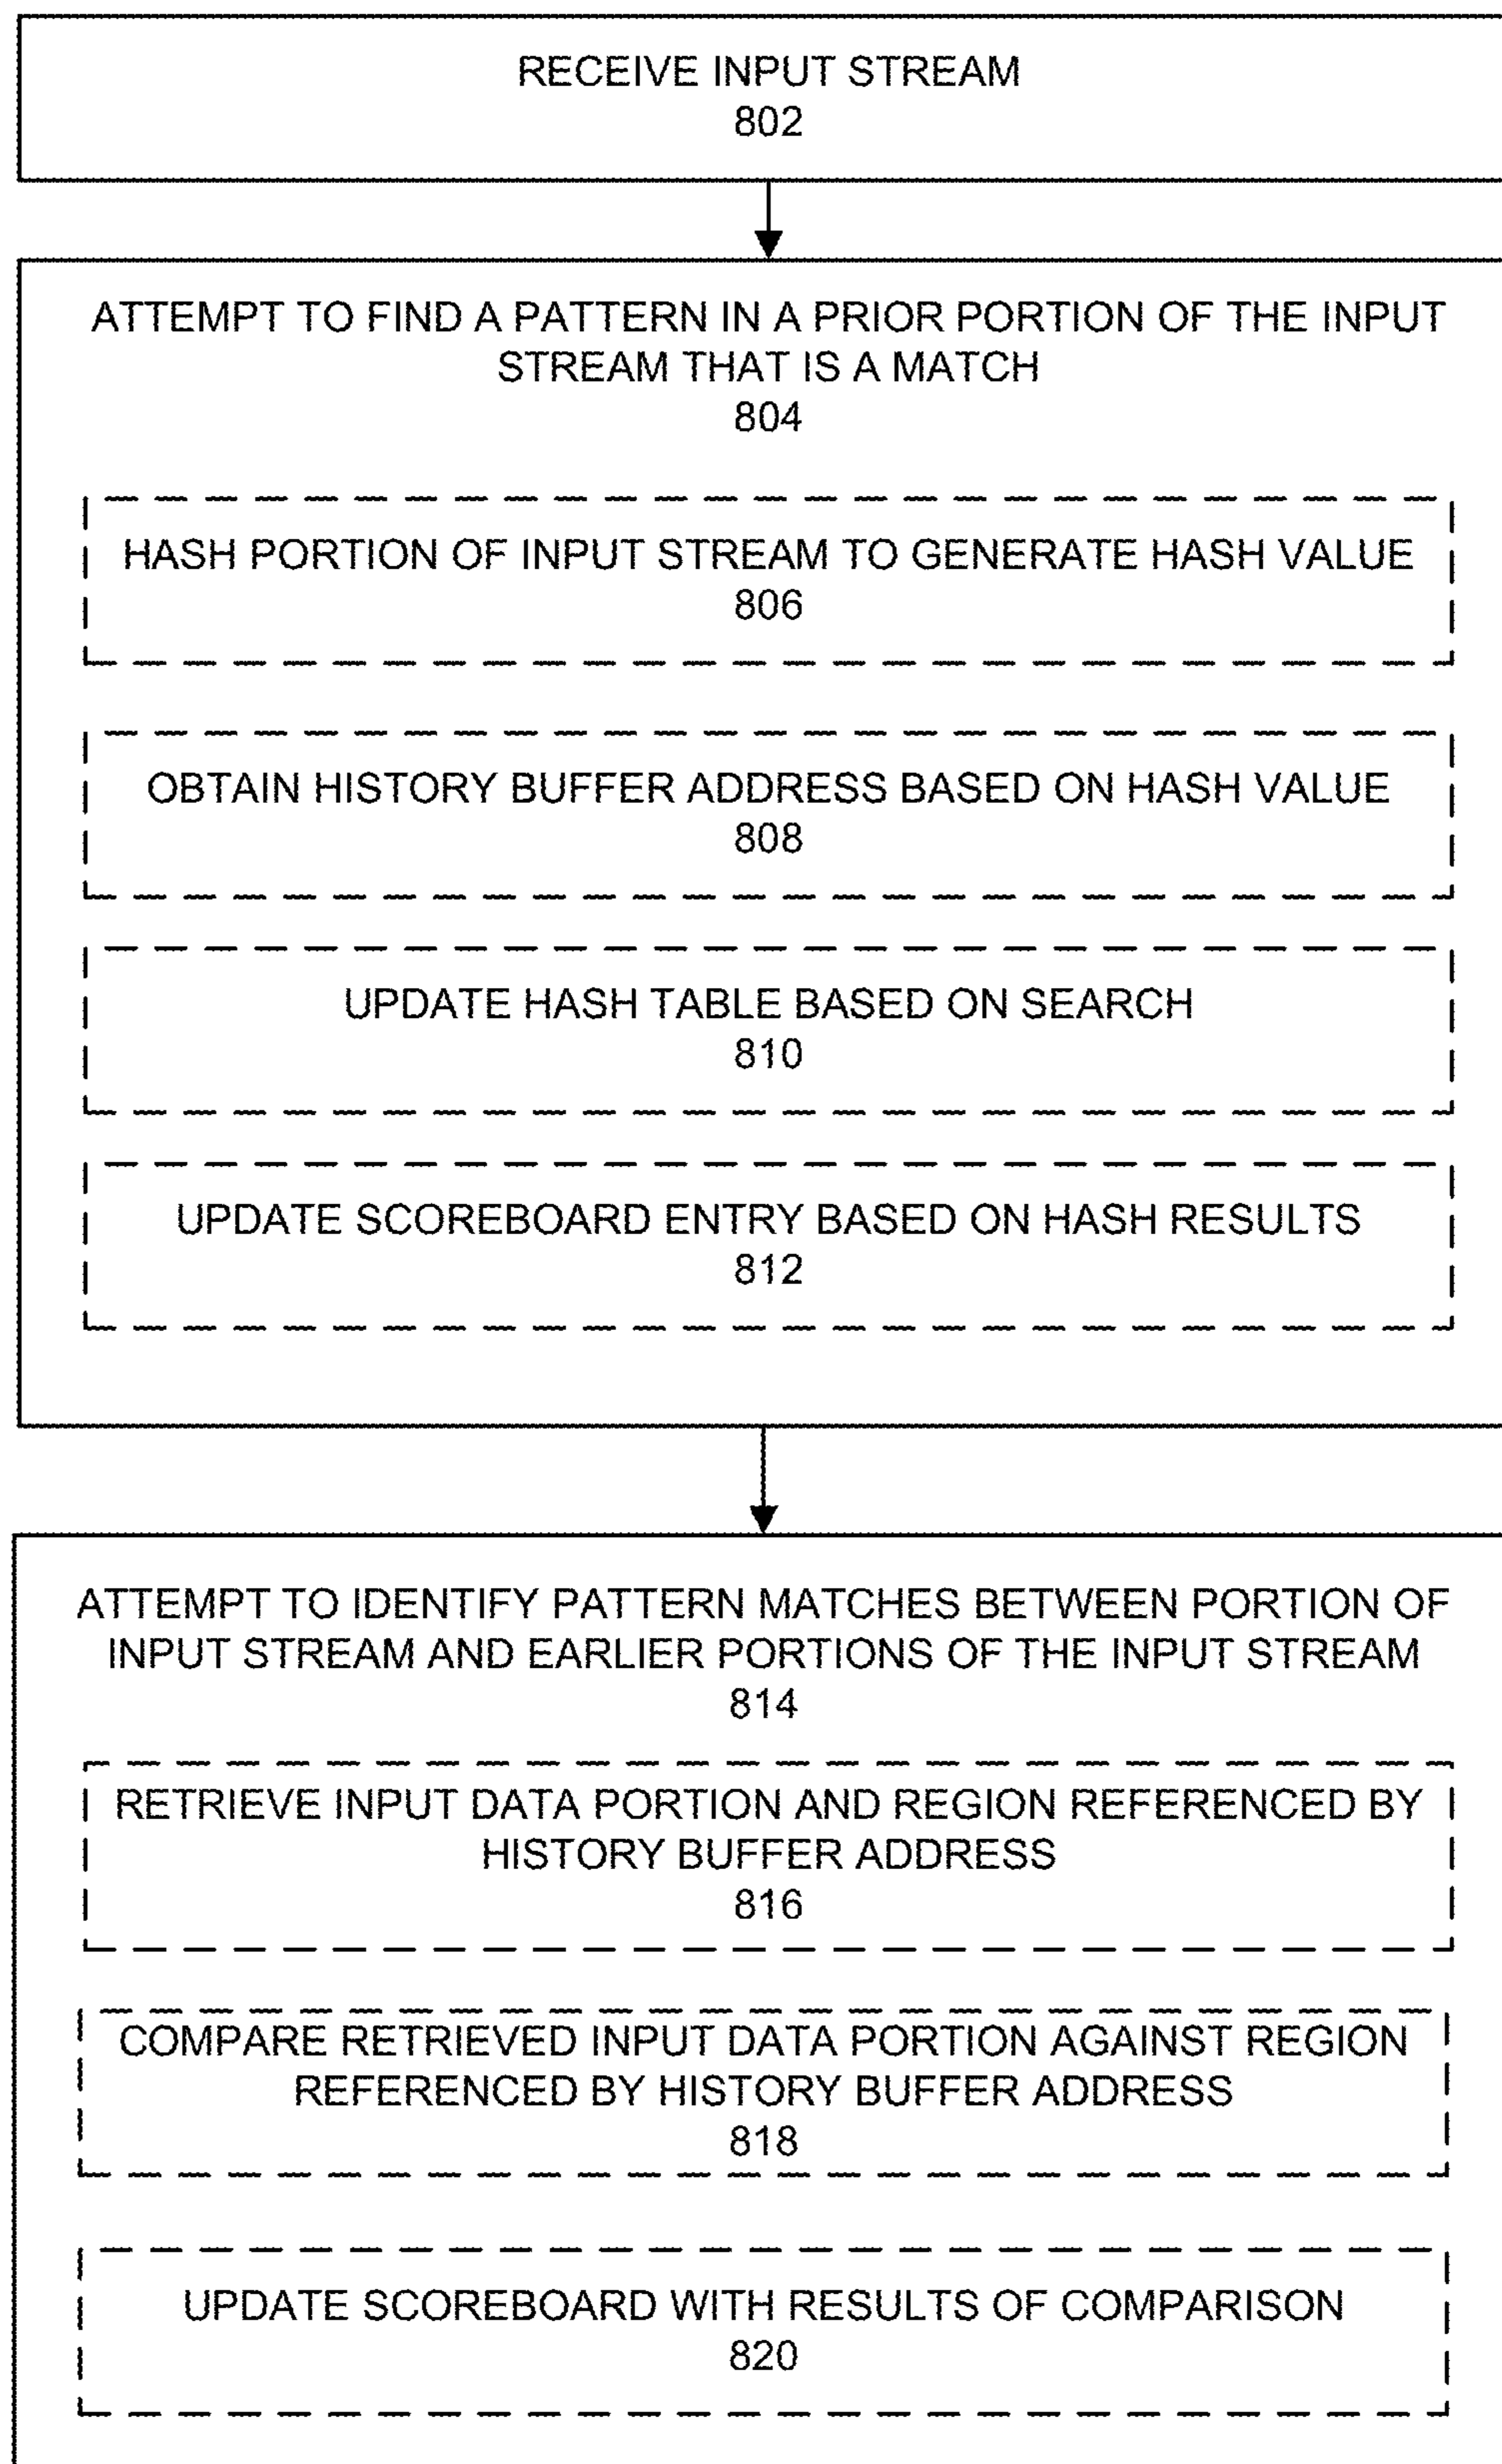 RECEIVE INPUT STREAM
802
ATTEMPT TO FIND A PATTERN IN A PRIOR PORTION OF THE INPUT
STREAM THAT IS A MATCH
804
HASH PORTION OF INPUT STREAM TO GENERATE HASH VALUE
806
OBTAIN HISTORY BUFFER ADDRESS BASED ON HASH VALUE
808
UPDATE HASH TABLE BASED ON SEARCH
810
UPDATE SCOREBOARD ENTRY BASED ON HASH RESULTS
812
ATTEMPT TO IDENTIFY PATTERN MATCHES BETWEEN PORTION OF
INPUT STREAM AND EARLIER PORTIONS OF THE INPUT STREAM
814
RETRIEVE INPUT DATA PORTION AND REGION REFERENCED BY
HISTORY BUFFER ADDRESS
816
COMPARE RETRIEVED INPUT DATA PORTION AGAINST REGION
REFERENCED BY HISTORY BUFFER ADDRESS
818
UPDATE SCOREBOARD WITH RESULTS OF COMPARISON
820